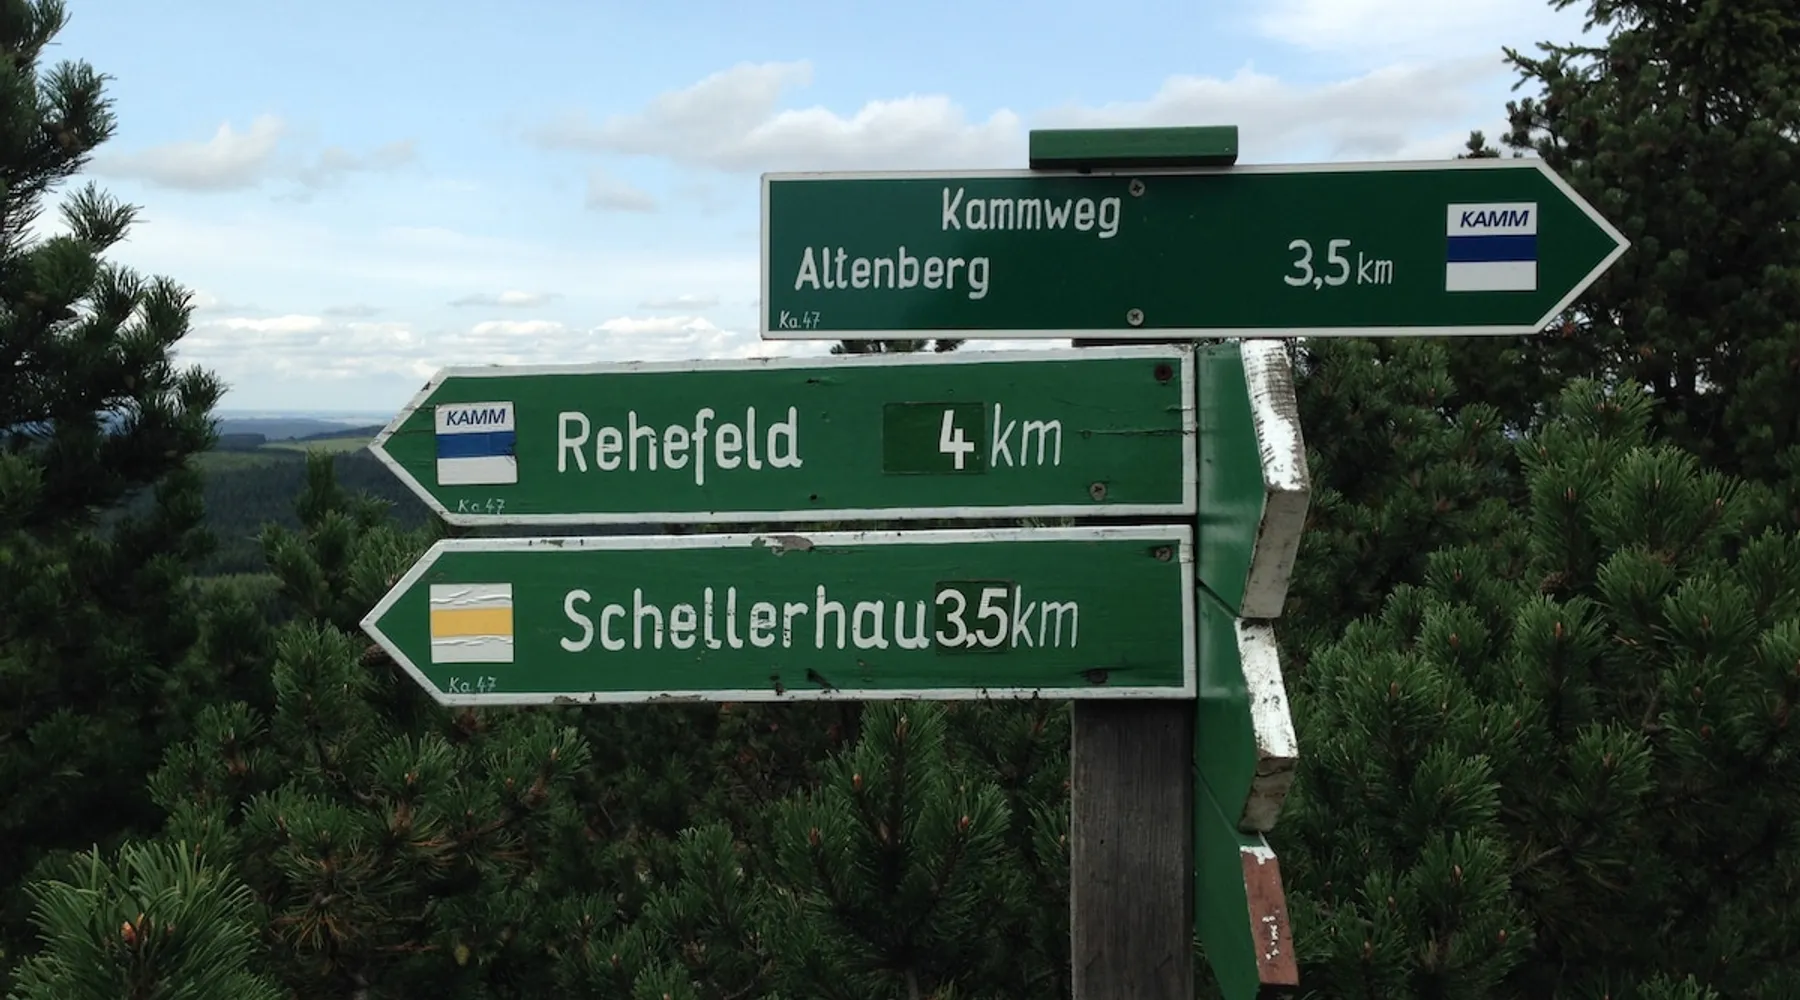 Kammweg
Altenberg 3,5 km KAMM
Ka.47
KAMM Rehefeld 4 km
Ka.47
Schellerhau 3,5 km
Ka.47